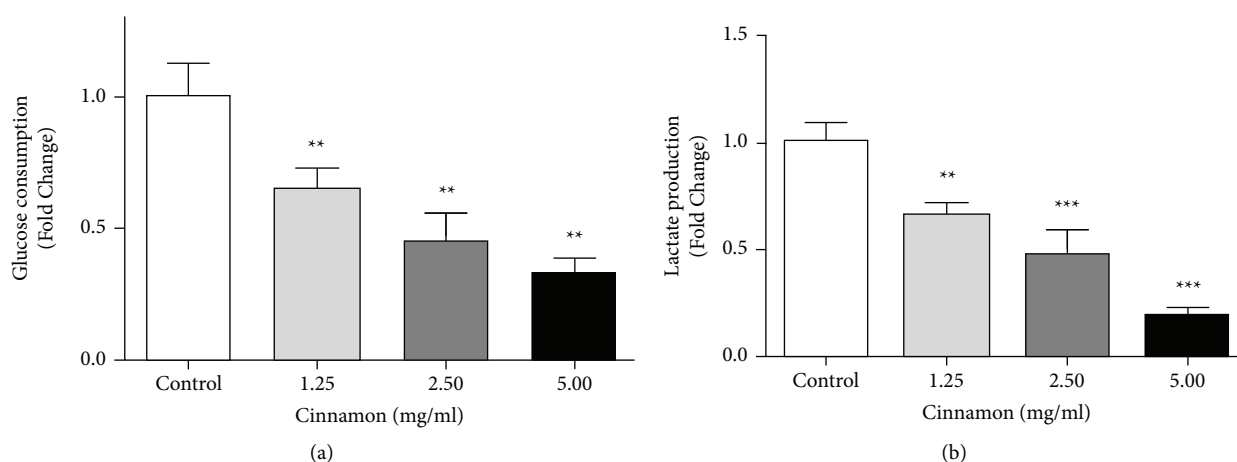 Glucose consumption
(Fold Change)
1.0
0.5
0.0
**
**
**
Control
1.25
2.50
5.00
Cinnamon (mg/ml)
(a)
Lactate production
(Fold Change)
1.5
1.0
0.5
0.0
**
***
***
Control
1.25
2.50
5.00
Cinnamon (mg/ml)
(b)